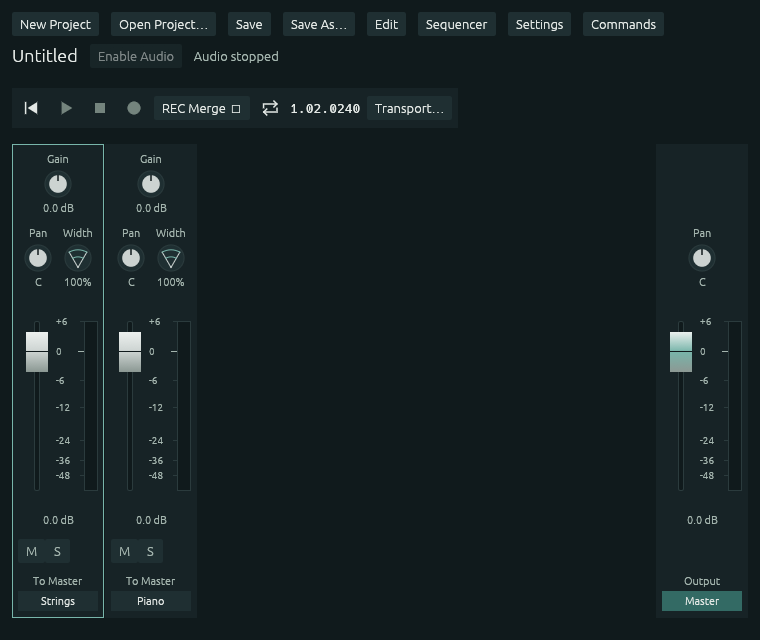 New Project Open Project... Save Save As... Edit Sequencer Settings Commands
Untitled Enable Audio Audio stopped
REC Merge 1.02.0240 Transport...
Gain Gain
0.0 dB 0.0 dB
Pan Width Pan Width Pan
C 100% C 100% C
+6 +6 +6
0 0 0
-6 -6 -6
-12 -12 -12
-24 -24 -24
-36 -36 -36
-48 -48 -48
0.0 dB 0.0 dB 0.0 dB
M S M S
To Master To Master Output
Strings Piano Master